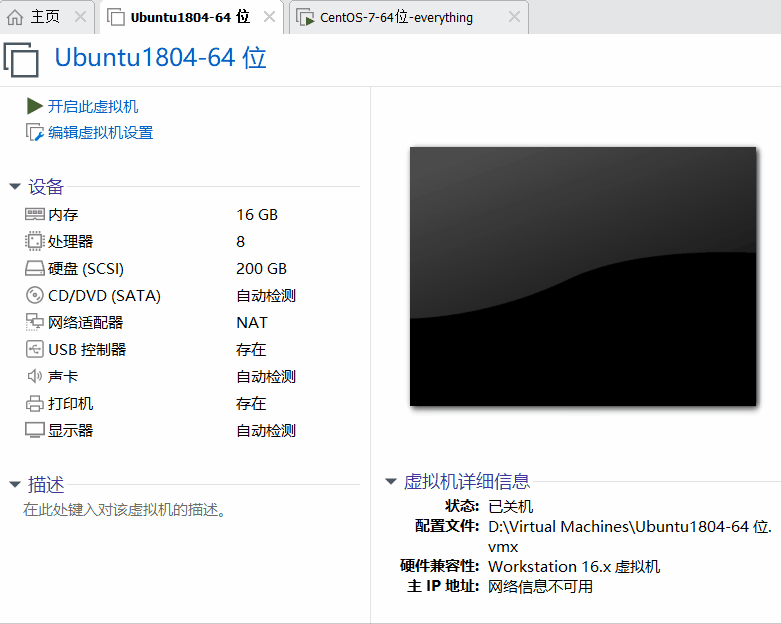 主页
Ubuntu1804-64 位
CentOS-7-64位-everything
Ubuntu1804-64 位
开启此虚拟机
编辑虚拟机设置
设备
内存 16 GB
处理器 8
硬盘 (SCSI) 200 GB
CD/DVD (SATA) 自动检测
网络适配器 NAT
USB 控制器 存在
声卡 自动检测
打印机 存在
显示器 自动检测
描述
在此处键入对该虚拟机的描述。
虚拟机详细信息
状态: 已关机
配置文件: D:\Virtual Machines\Ubuntu1804-64 位.
vmx
硬件兼容性: Workstation 16.x 虚拟机
主 IP 地址: 网络信息不可用